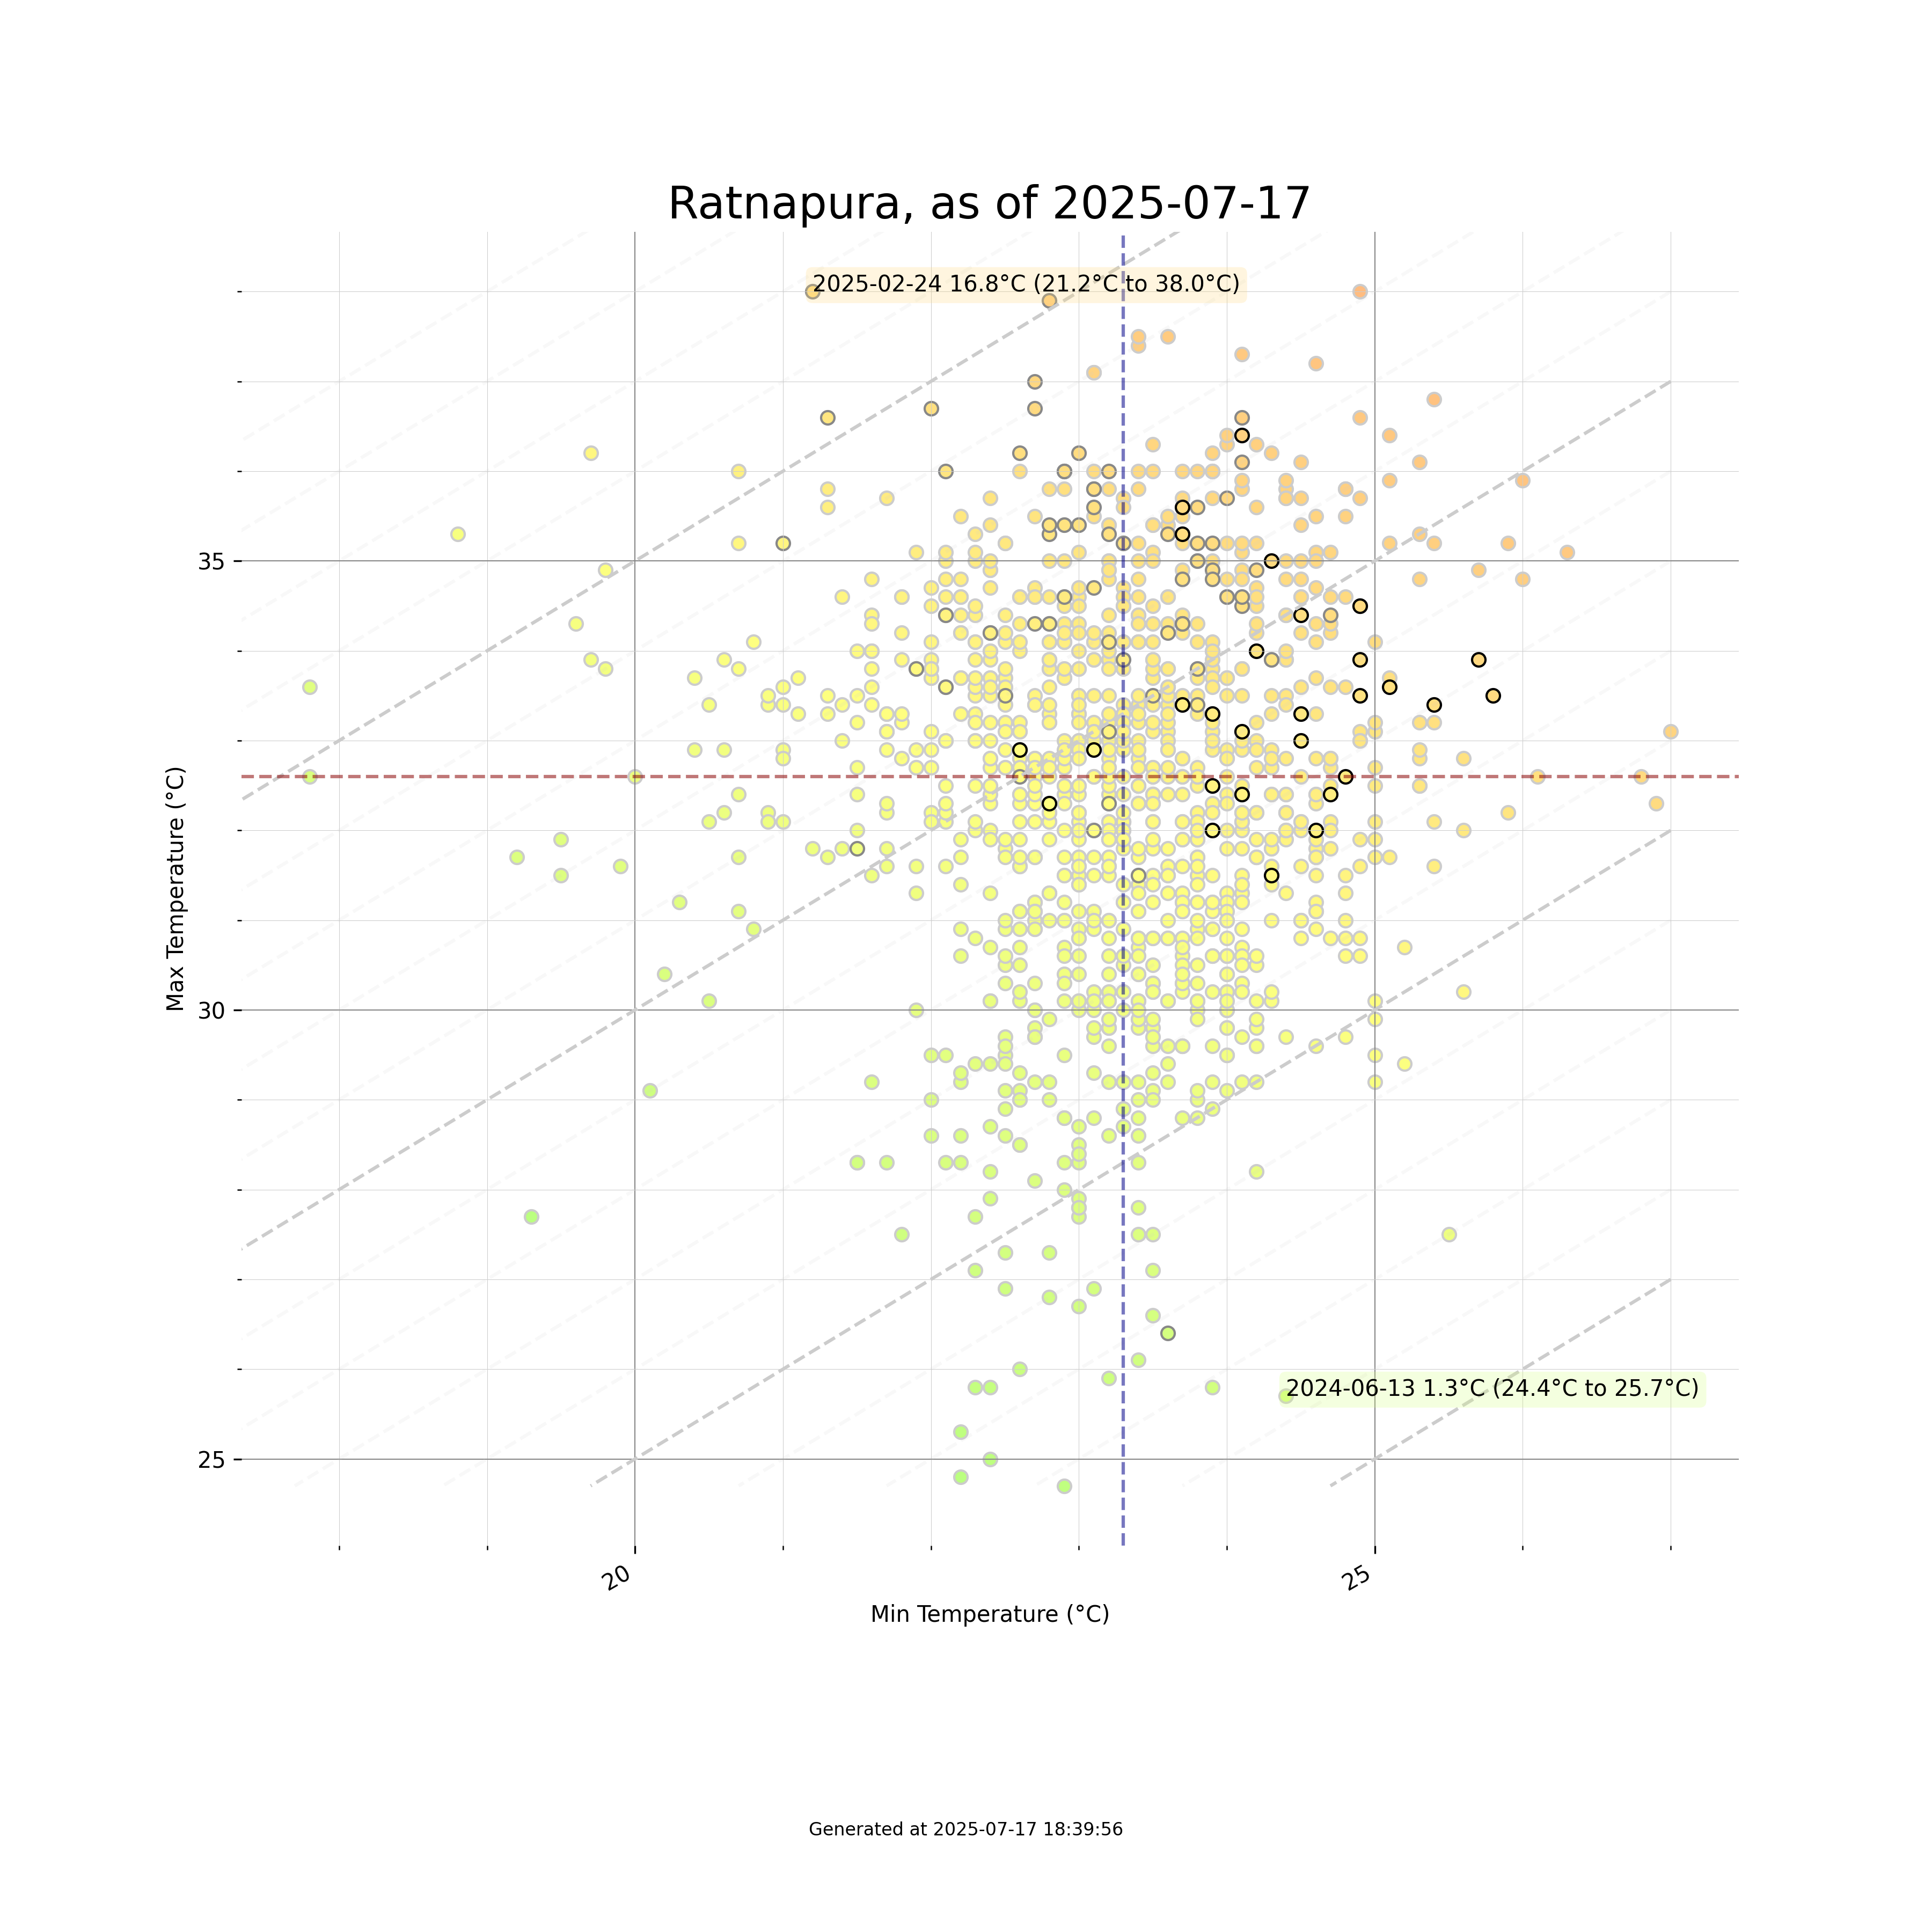 Ratnapura, as of 2025-07-17
2025-02-24 16.8°C (21.2°C to 38.0°C)
35
Max Temperature (°C)
30
2024-06-13 1.3°C (24.4°C to 25.7°C)
25
20
25
Min Temperature (°C)
Generated at 2025-07-17 18:39:56